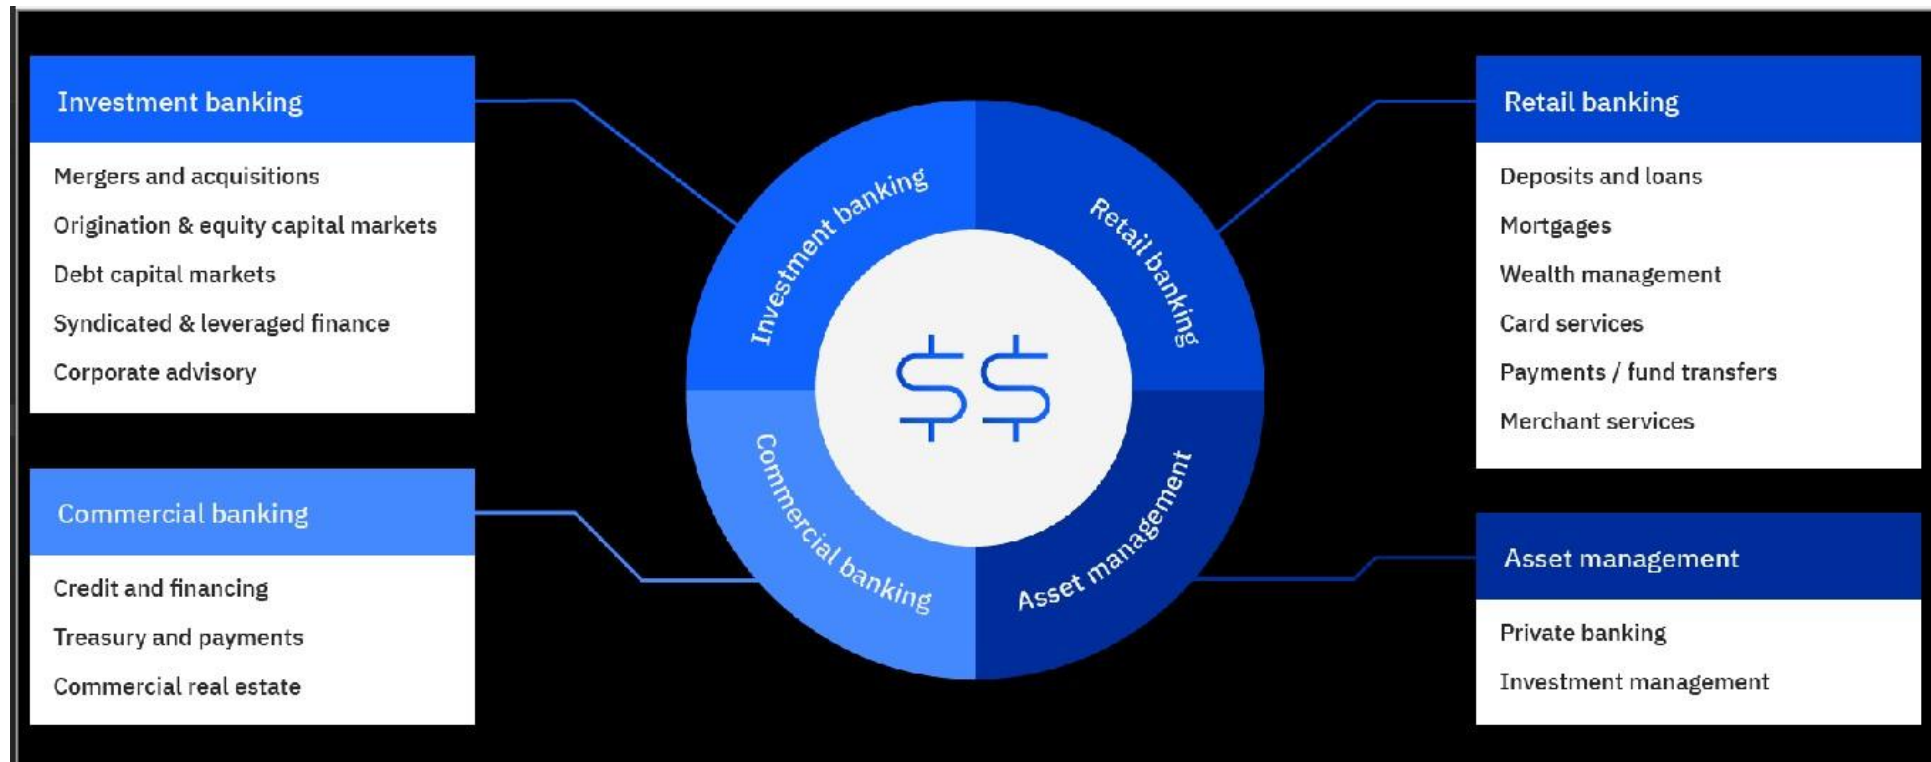 Investment banking
Mergers and acquisitions
Origination & equity capital markets
Debt capital markets
Syndicated & leveraged finance
Corporate advisory
Commercial banking
Credit and financing
Treasury and payments
Commercial real estate
Investment banking
Retail banking
Commercial banking
Asset management
$$
Retail banking
Deposits and loans
Mortgages
Wealth management
Card services
Payments / fund transfers
Merchant services
Asset management
Private banking
Investment management